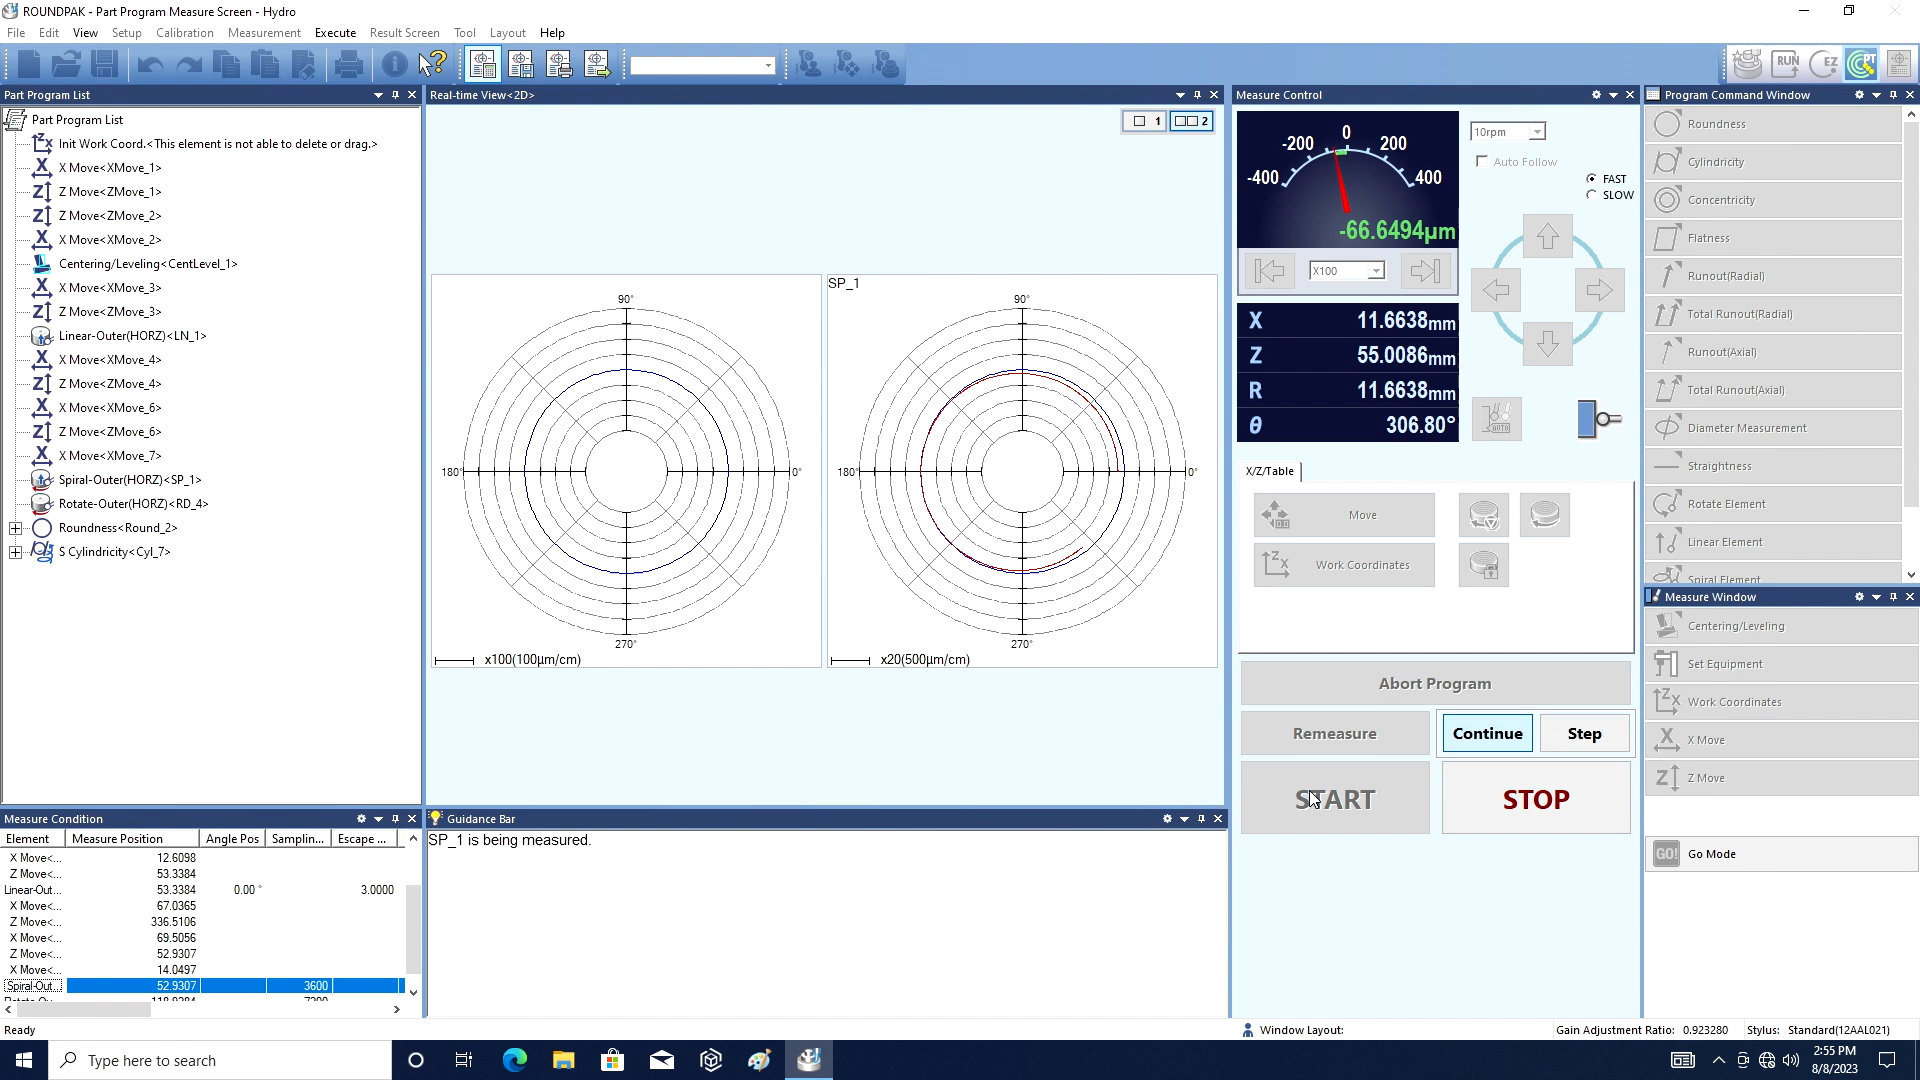 ROUNDPAK - Part Program Measure Screen - Hydro
File Edit View Setup Calibration Measurement Execute Result Screen Tool Layout Help
RUN EZ PT
Part Program List
Part Program List
Init Work Coord.<This element is not able to delete or drag.>
X Move<XMove_1>
Z Move<ZMove_1>
Z Move<ZMove_2>
X Move<XMove_2>
Centering/Leveling<CentLevel_1>
X Move<XMove_3>
Z Move<ZMove_3>
Linear-Outer(HORZ)<LN_1>
X Move<XMove_4>
Z Move<ZMove_4>
X Move<XMove_6>
Z Move<ZMove_6>
X Move<XMove_7>
Spiral-Outer(HORZ)<SP_1>
Rotate-Outer(HORZ)<RD_4>
Roundness<Round_2>
S Cylindricity<Cyl_7>
Measure Condition
Element Measure Position Angle Pos Samplin... Escape ...
X Move<... 12.6098
Z Move<... 53.3384
Linear-Out... 53.3384 0.00 ° 3.0000
X Move<... 67.0365
Z Move<... 336.5106
X Move<... 69.5056
Z Move<... 52.9307
X Move<... 14.0497
Spiral-Out... 52.9307 3600
Ready
Real-time View<2D>
1 2
90°
180° 0°
270°
x100(100µm/cm)
SP_1
90°
180° 0°
270°
x20(500µm/cm)
Guidance Bar
SP_1 is being measured.
Measure Control
-400 -200 0 200 400
-66.6494µm
X100
X 11.6638mm
Z 55.0086mm
R 11.6638mm
θ 306.80°
10rpm
Auto Follow
FAST
SLOW
AUTO
X/Z/Table
Move
Work Coordinates
Abort Program
Remeasure Continue Step
START STOP
Program Command Window
Roundness
Cylindricity
Concentricity
Flatness
Runout(Radial)
Total Runout(Radial)
Runout(Axial)
Total Runout(Axial)
Diameter Measurement
Straightness
Rotate Element
Linear Element
Spiral Element
Measure Window
Centering/Leveling
Set Equipment
Work Coordinates
X Move
Z Move
GO! Go Mode
Window Layout: Gain Adjustment Ratio: 0.923280 Stylus: Standard(12AAL021)
Type here to search
2:55 PM
8/8/2023